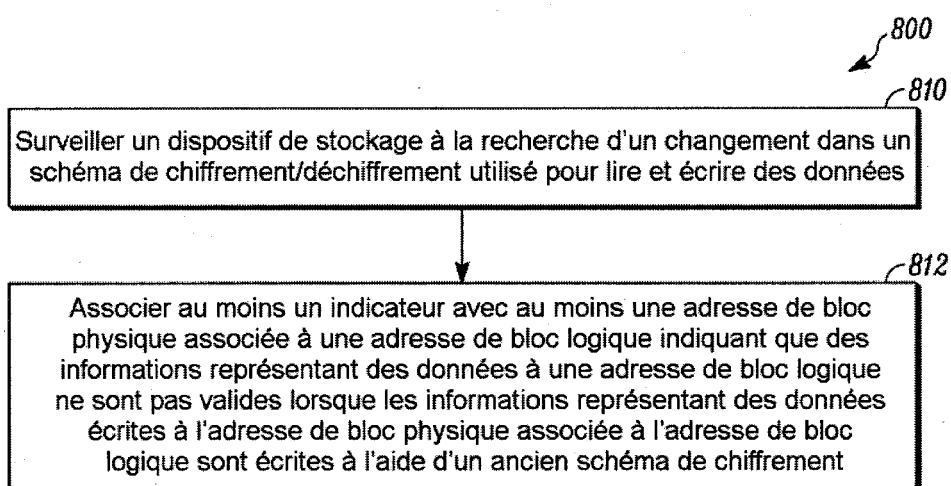 800
810
Surveiller un dispositif de stockage à la recherche d'un changement dans un
schéma de chiffrement/déchiffrement utilisé pour lire et écrire des données
812
Associer au moins un indicateur avec au moins une adresse de bloc
physique associée à une adresse de bloc logique indiquant que des
informations représentant des données à une adresse de bloc logique
ne sont pas valides lorsque les informations représentant des données
écrites à l'adresse de bloc physique associée à l'adresse de bloc
logique sont écrites à l'aide d'un ancien schéma de chiffrement